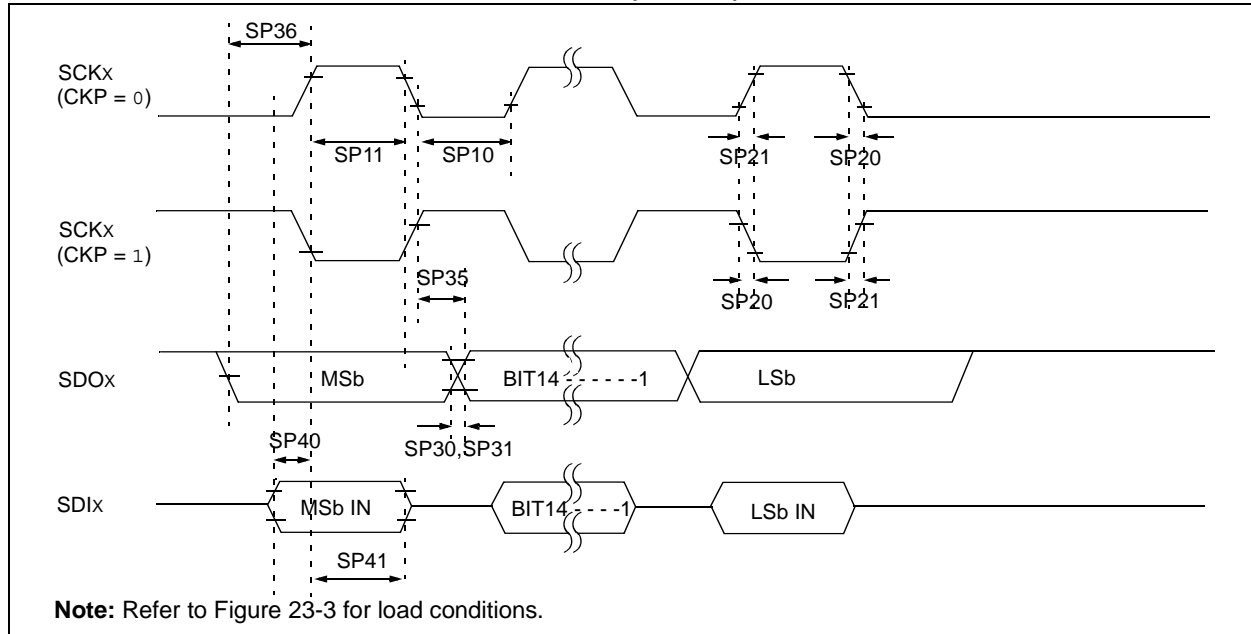 SP36
SCKX
(CKP = 0)
SP11
SP10
SP21
SP20
SCKX
(CKP = 1)
SP35
SP20
SP21
SDOX
MSb
BIT14 - - - - - -1
LSb
SP40
SP30,SP31
SDIX
MSb IN
BIT14 - - - -1
LSb IN
SP41
Note: Refer to Figure 23-3 for load conditions.